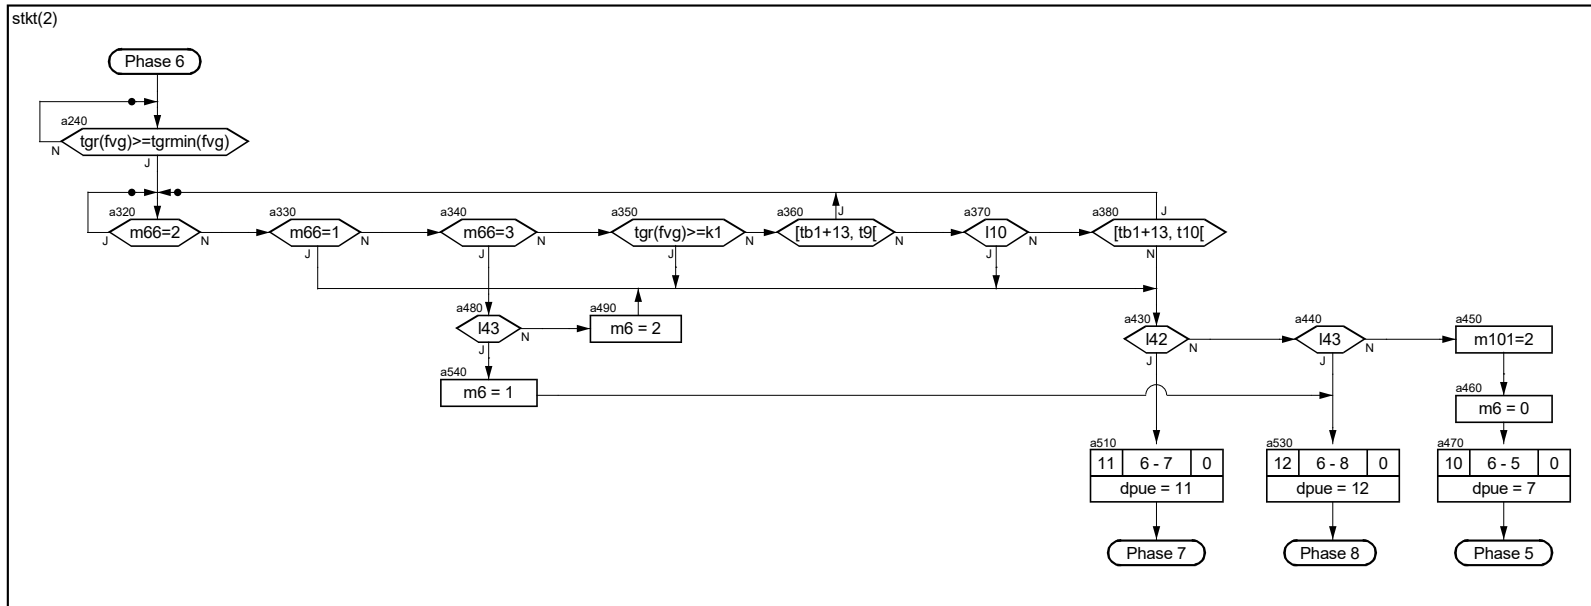 stkt(2)
Phase 6
a240
tgr(fvg)>=tgrmin(fvg)
N
J
a320
m66=2
J
N
a330
m66=1
N
J
a340
m66=3
N
J
a350
tgr(fvg)>=k1
N
J
a360
[tb1+13, t9[
J
N
a370
l10
N
J
a380
[tb1+13, t10[
J
N
a480
l43
N
J
a490
m6 = 2
a540
m6 = 1
a430
l42
N
J
a440
l43
N
J
a450
m101=2
a460
m6 = 0
a510
11 6 - 7 0
dpue = 11
a530
12 6 - 8 0
dpue = 12
a470
10 6 - 5 0
dpue = 7
Phase 7
Phase 8
Phase 5